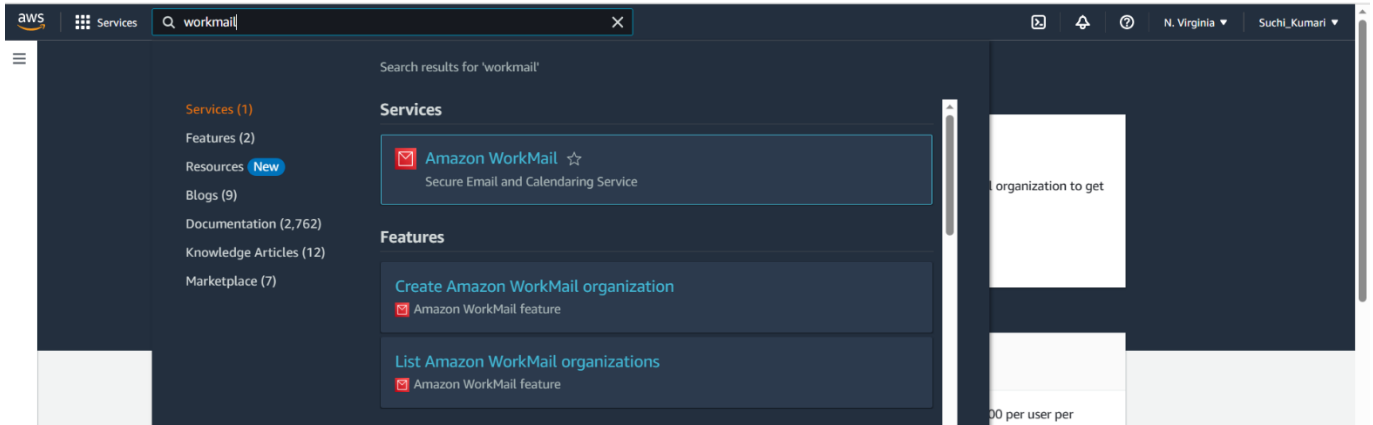 aws
Services
workmail
N. Virginia
Suchi_Kumari
Search results for 'workmail'
Services (1)
Features (2)
Resources New
Blogs (9)
Documentation (2,762)
Knowledge Articles (12)
Marketplace (7)
Services
Amazon WorkMail
Secure Email and Calendaring Service
Features
Create Amazon WorkMail organization
Amazon WorkMail feature
List Amazon WorkMail organizations
Amazon WorkMail feature
organization to get
00 per user per